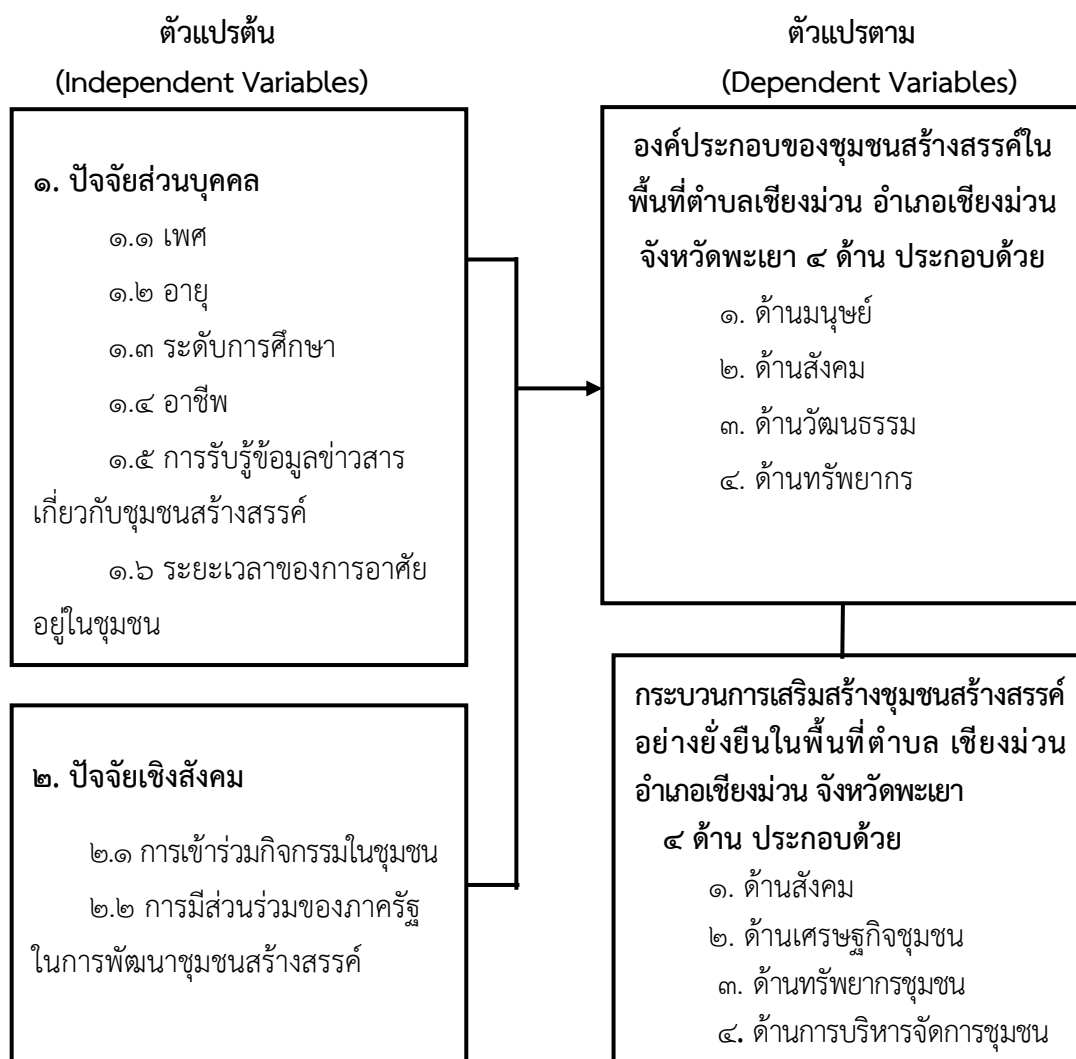 ตัวแปรต้น
(Independent Variables)
๑. ปัจจัยส่วนบุคคล
๑.๑ เพศ
๑.๒ อายุ
๑.๓ ระดับการศึกษา
๑.๔ อาชีพ
๑.๕ การรับรู้ข้อมูลข่าวสาร
เกี่ยวกับชุมชนสร้างสรรค์
๑.๖ ระยะเวลาของการอาศัย
อยู่ในชุมชน
๒. ปัจจัยเชิงสังคม
๒.๑ การเข้าร่วมกิจกรรมในชุมชน
๒.๒ การมีส่วนร่วมของภาครัฐ
ในการพัฒนาชุมชนสร้างสรรค์
ตัวแปรตาม
(Dependent Variables)
องค์ประกอบของชุมชนสร้างสรรค์ใน
พื้นที่ตำบลเชียงม่วน อำเภอเชียงม่วน
จังหวัดพะเยา ๔ ด้าน ประกอบด้วย
๑. ด้านมนุษย์
๒. ด้านสังคม
๓. ด้านวัฒนธรรม
๔. ด้านทรัพยากร
กระบวนการเสริมสร้างชุมชนสร้างสรรค์
อย่างยั่งยืนในพื้นที่ตำบล เชียงม่วน
อำเภอเชียงม่วน จังหวัดพะเยา
๔ ด้าน ประกอบด้วย
๑. ด้านสังคม
๒. ด้านเศรษฐกิจชุมชน
๓. ด้านทรัพยากรชุมชน
๔. ด้านการบริหารจัดการชุมชน